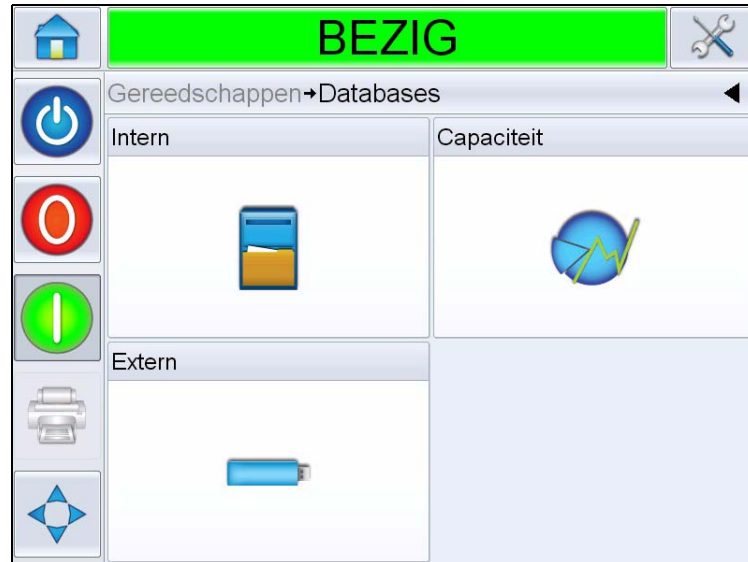 BEZIG
Gereedschappen→Databases
Intern
Capaciteit
Extern